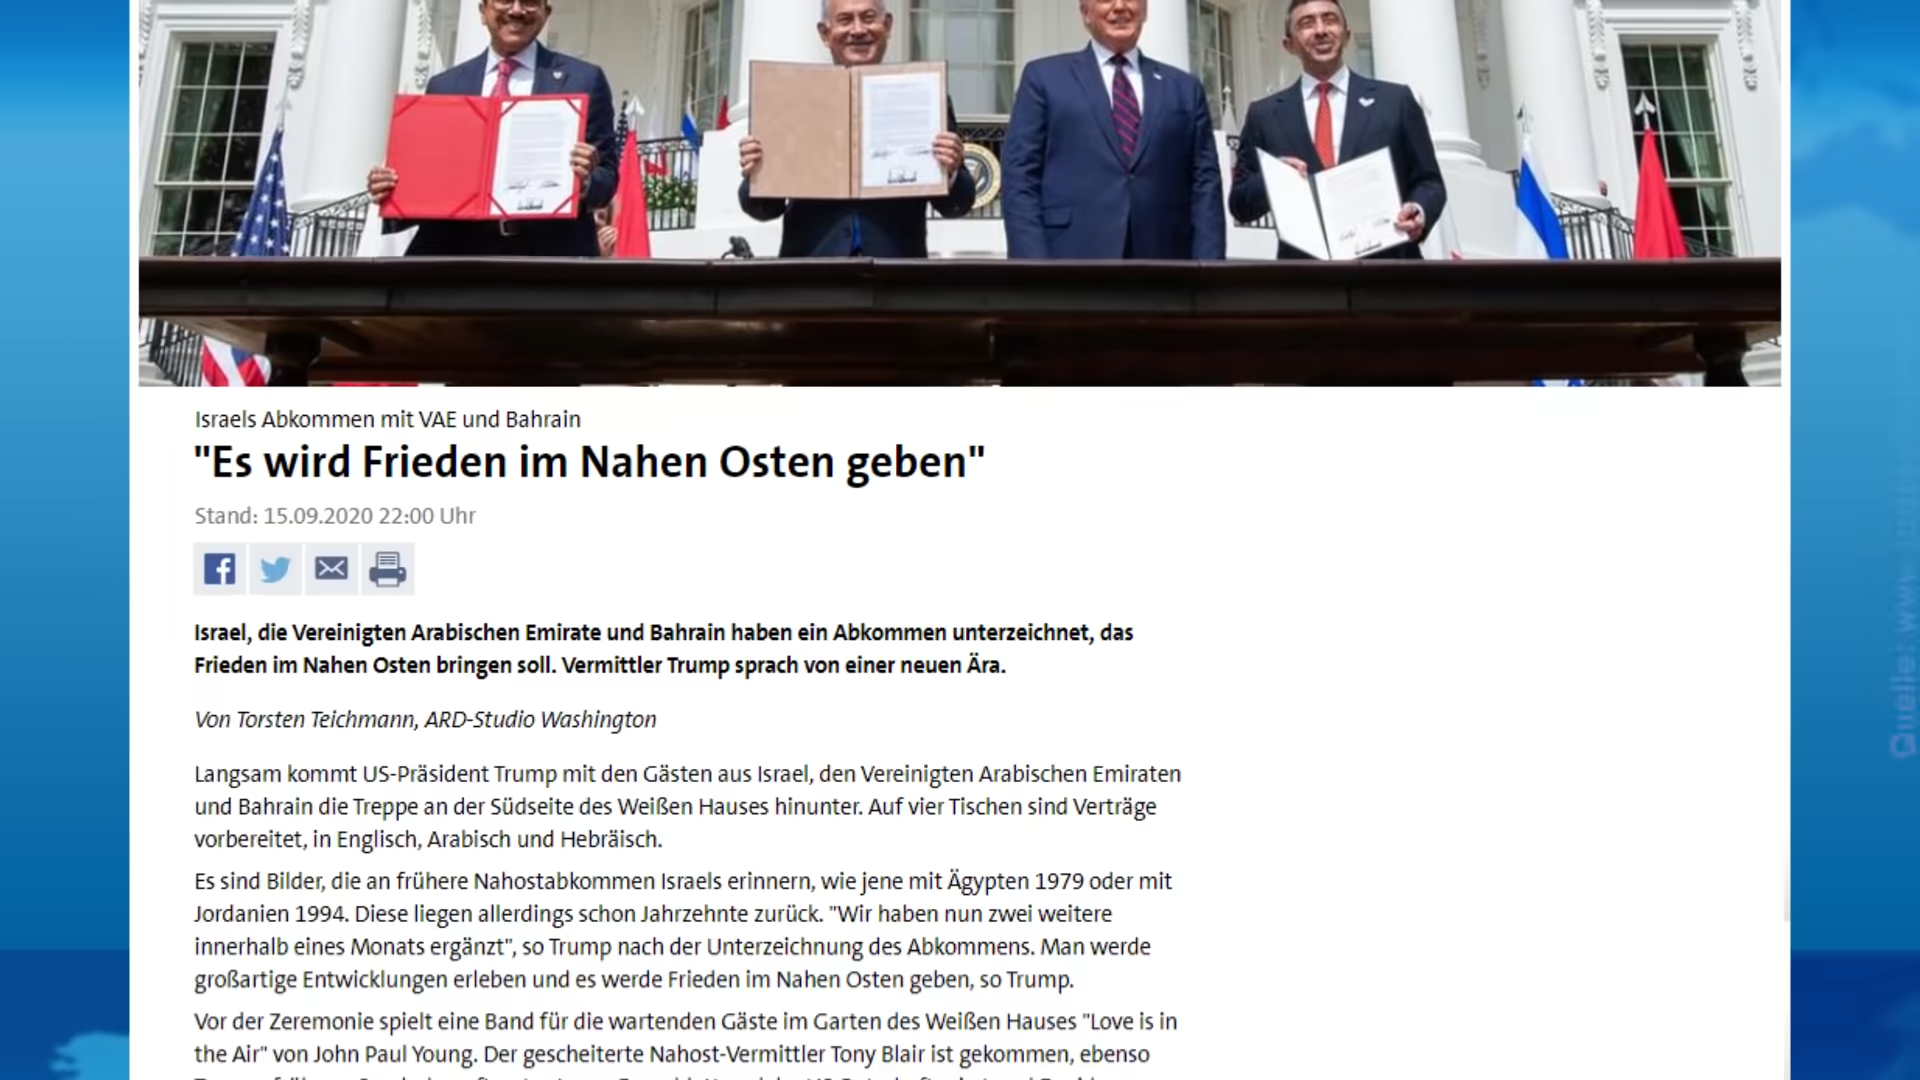 Israels Abkommen mit VAE und Bahrain
"Es wird Frieden im Nahen Osten geben"
Stand: 15.09.2020 22:00 Uhr
Israel, die Vereinigten Arabischen Emirate und Bahrain haben ein Abkommen unterzeichnet, das
Frieden im Nahen Osten bringen soll. Vermittler Trump sprach von einer neuen Ära.
Von Torsten Teichmann, ARD-Studio Washington
Langsam kommt US-Präsident Trump mit den Gästen aus Israel, den Vereinigten Arabischen Emiraten
und Bahrain die Treppe an der Südseite des Weißen Hauses hinunter. Auf vier Tischen sind Verträge
vorbereitet, in Englisch, Arabisch und Hebräisch.
Es sind Bilder, die an frühere Nahostabkommen Israels erinnern, wie jene mit Ägypten 1979 oder mit
Jordanien 1994. Diese liegen allerdings schon Jahrzehnte zurück. "Wir haben nun zwei weitere
innerhalb eines Monats ergänzt", so Trump nach der Unterzeichnung des Abkommens. Man werde
großartige Entwicklungen erleben und es werde Frieden im Nahen Osten geben, so Trump.
Vor der Zeremonie spielt eine Band für die wartenden Gäste im Garten des Weißen Hauses "Love is in
the Air" von John Paul Young. Der gescheiterte Nahost-Vermittler Tony Blair ist gekommen, ebenso
Quelle: